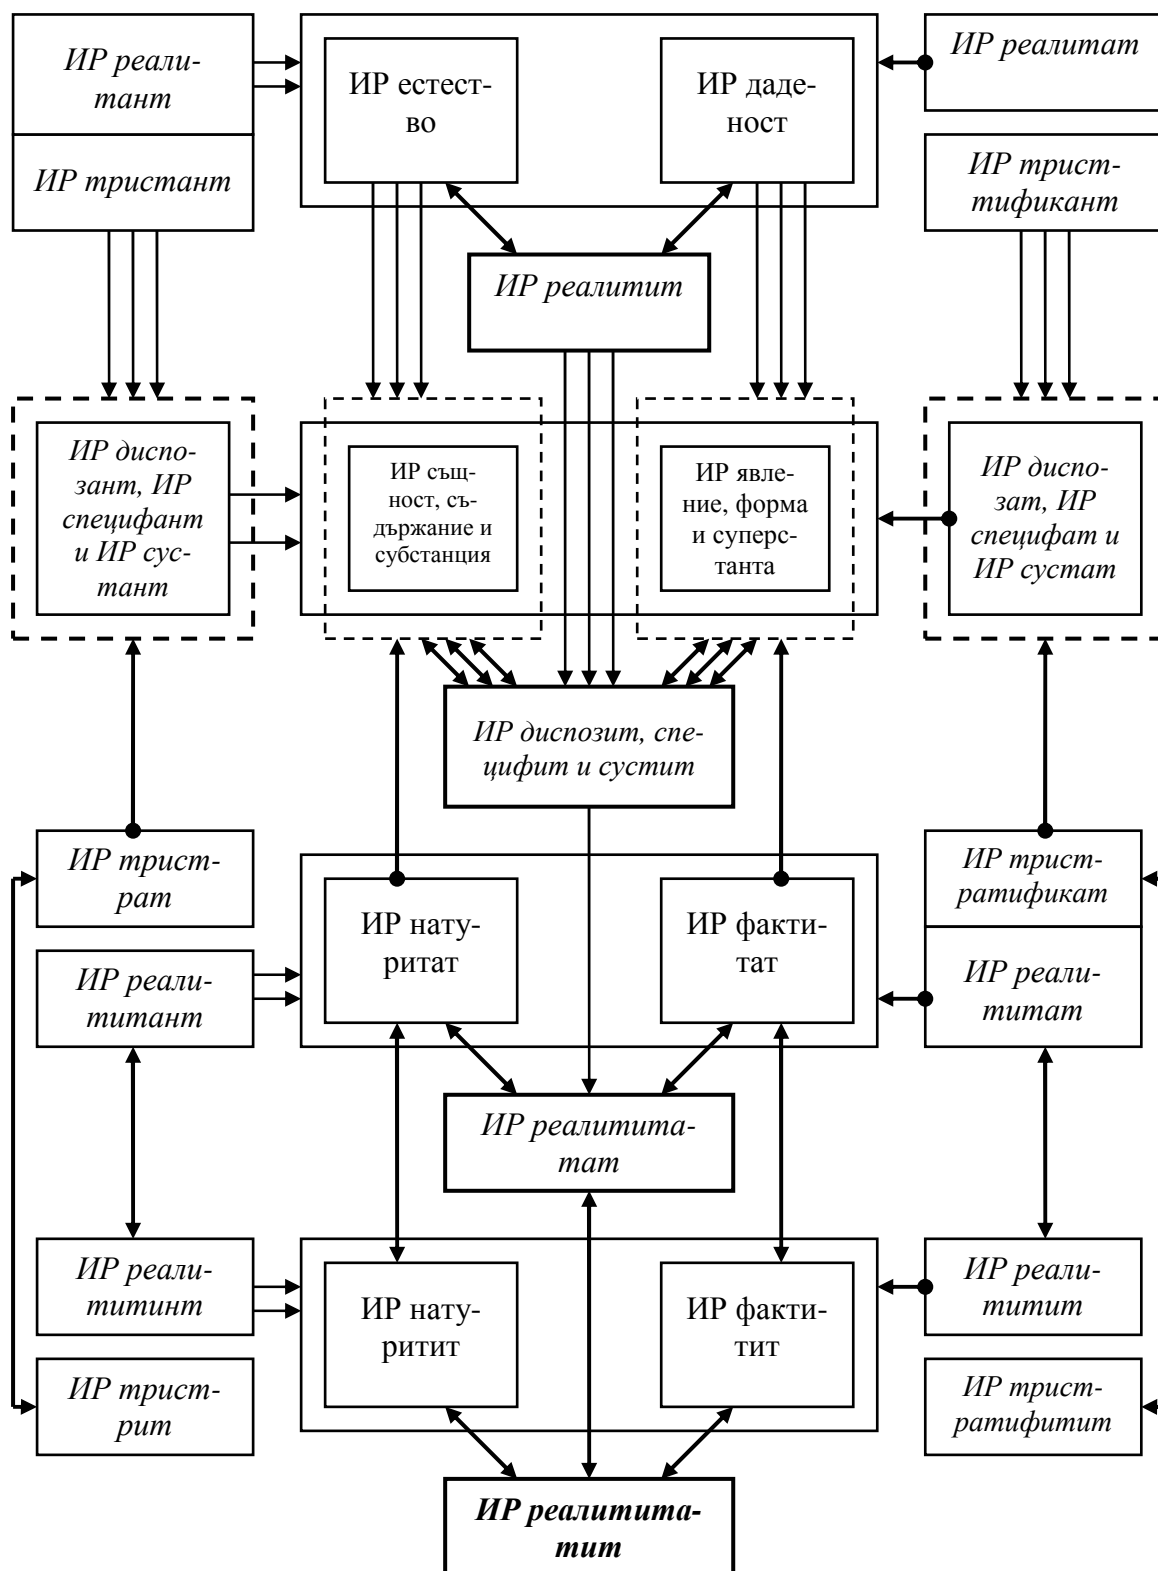 ИР реали-
тант
ИР естест-
во
ИР даде-
ност
ИР реалитат
ИР тристант
ИР трист-
тификант
ИР реалитит
ИР диспо-
зант, ИР
специфант
и ИР сус-
тант
ИР същ-
ност, съ-
държание и
субстанция
ИР явле-
ние, форма
и суперс-
танта
ИР диспо-
зат, ИР
специфат и
ИР сустат
ИР диспозит, спе-
цифит и сустит
ИР трист-
рат
ИР нату-
ритат
ИР факти-
тат
ИР трист-
ратификат
ИР реали-
титант
ИР реали-
титат
ИР реалитита-
тат
ИР реали-
титинт
ИР нату-
ритит
ИР факти-
тит
ИР реали-
титит
ИР трист-
рит
ИР трист-
ратифитит
ИР реалитита-
тит